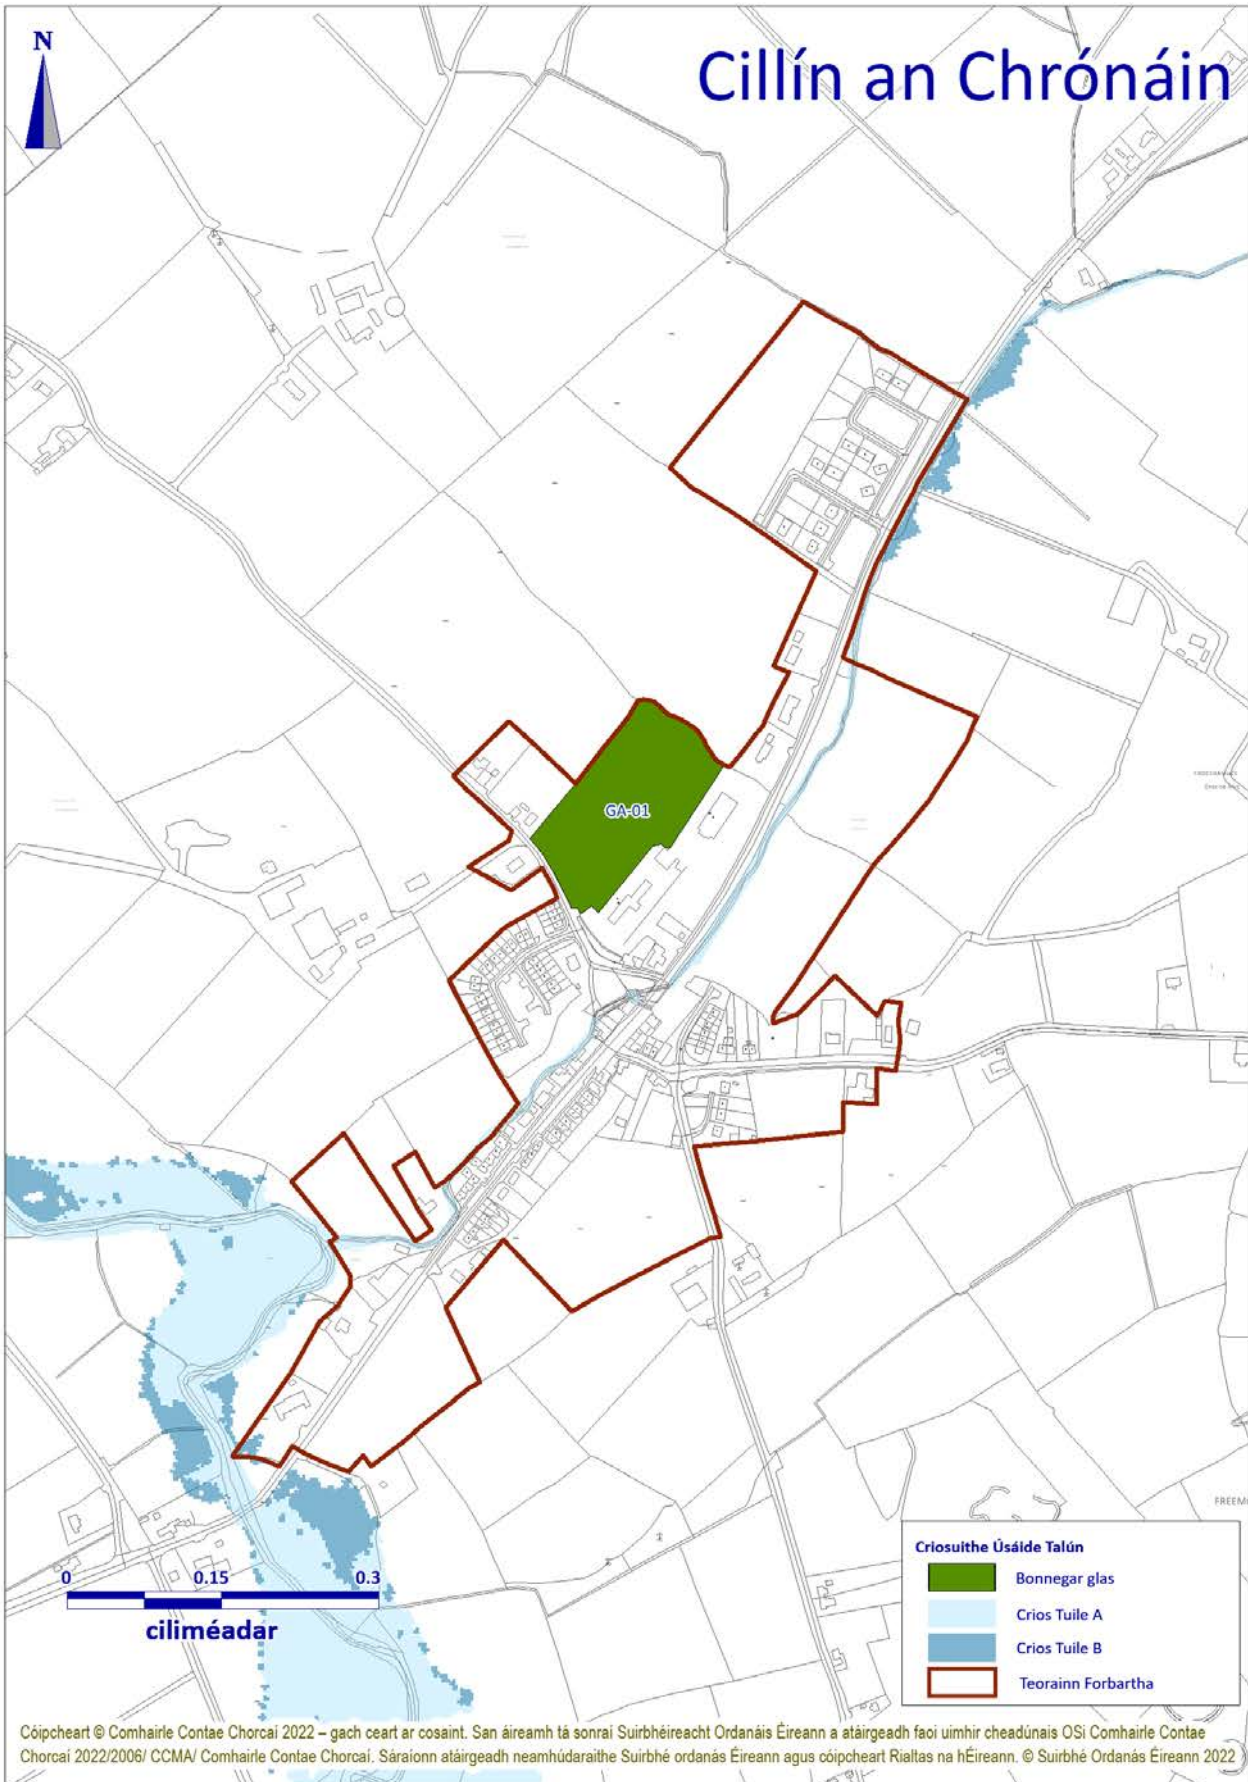 N
Cillín an Chrónáin
GA-01
FREEM
0 0.15 0.3
ciliméadar
Criosuithe Úsáide Talún
Bonnegar glas
Crios Tuile A
Crios Tuile B
Teorainn Forbartha
Cóipcheart © Comhairle Contae Chorcaí 2022 – gach ceart ar cosaint. San áireamh tá sonraí Suirbhéireacht Ordanáis Éireann a atáirgeadh faoi uimhir cheadúnais OSi Comhairle Contae
Chorcaí 2022/2006/ CCMA/ Comhairle Contae Chorcaí. Sáraíonn atáirgeadh neamhúdaraithe Suirbhé ordanás Éireann agus cóipcheart Rialtas na hÉireann. © Suirbhé Ordanás Éireann 2022